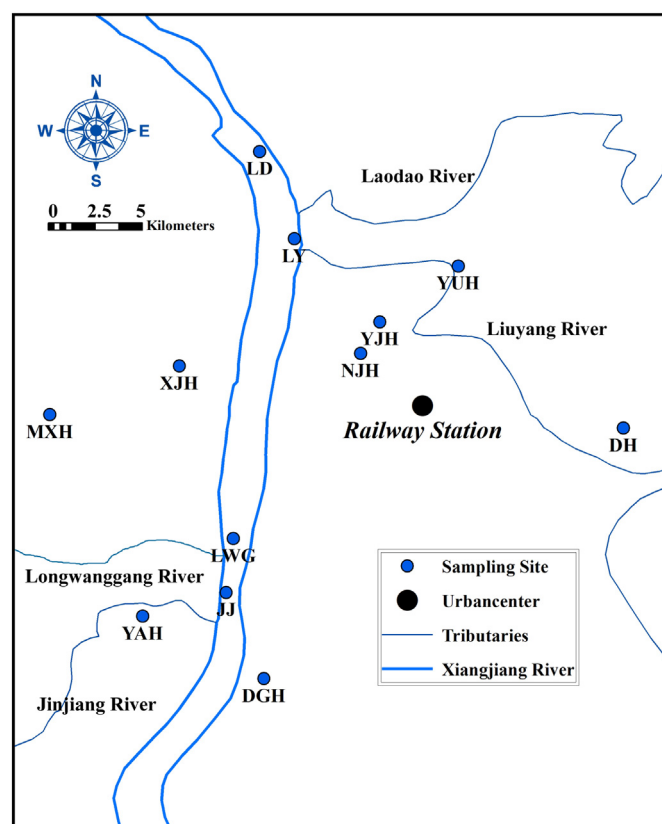 N
W E
S
0 2.5 5
Kilometers
LD
Laodao River
LY
YUH
Liuyang River
YJH
NJH
XJH
MXH
Railway Station
DH
LWG
Longwanggang River
JJ
YAH
DGH
Jinjiang River
Sampling Site
Urbancenter
Tributaries
Xiangjiang River